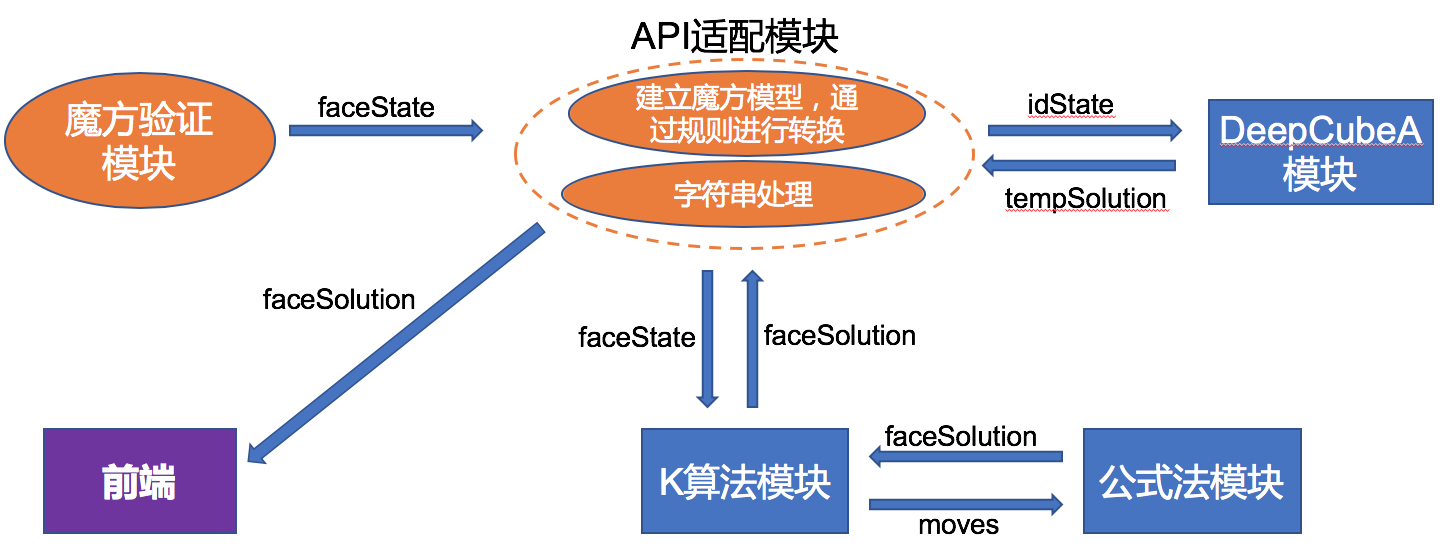 API适配模块
魔方验证
模块
faceState
建立魔方模型，通
过规则进行转换
字符串处理
idState
tempSolution
DeepCubeA
模块
faceSolution
faceState
faceSolution
前端
K算法模块
faceSolution
moves
公式法模块